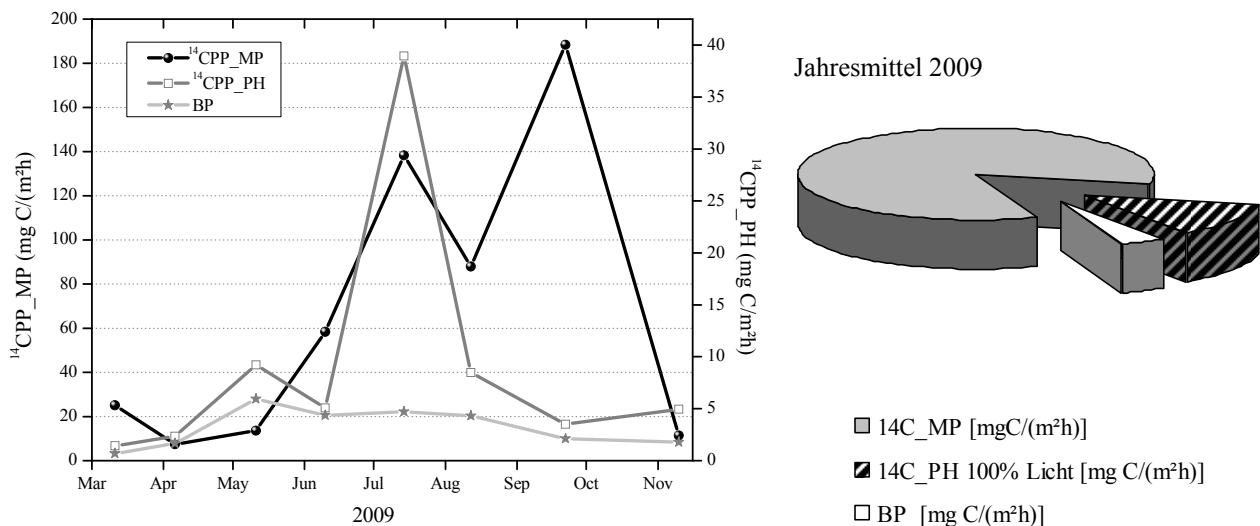 200
180
160
140
120
100
80
60
40
20
0
¹⁴CPP_MP (mg C/(m²h)
¹⁴CPP_MP
¹⁴CPP_PH
BP
Mar Apr May Jun Jul Aug Sep Oct Nov
2009
40
35
30
25
20
15
10
5
0
¹⁴CPP_PH (mg C/m²h)
Jahresmittel 2009
14C_MP [mgC/(m²h)]
14C_PH 100% Licht [mg C/(m²h)]
BP [mg C/(m²h)]